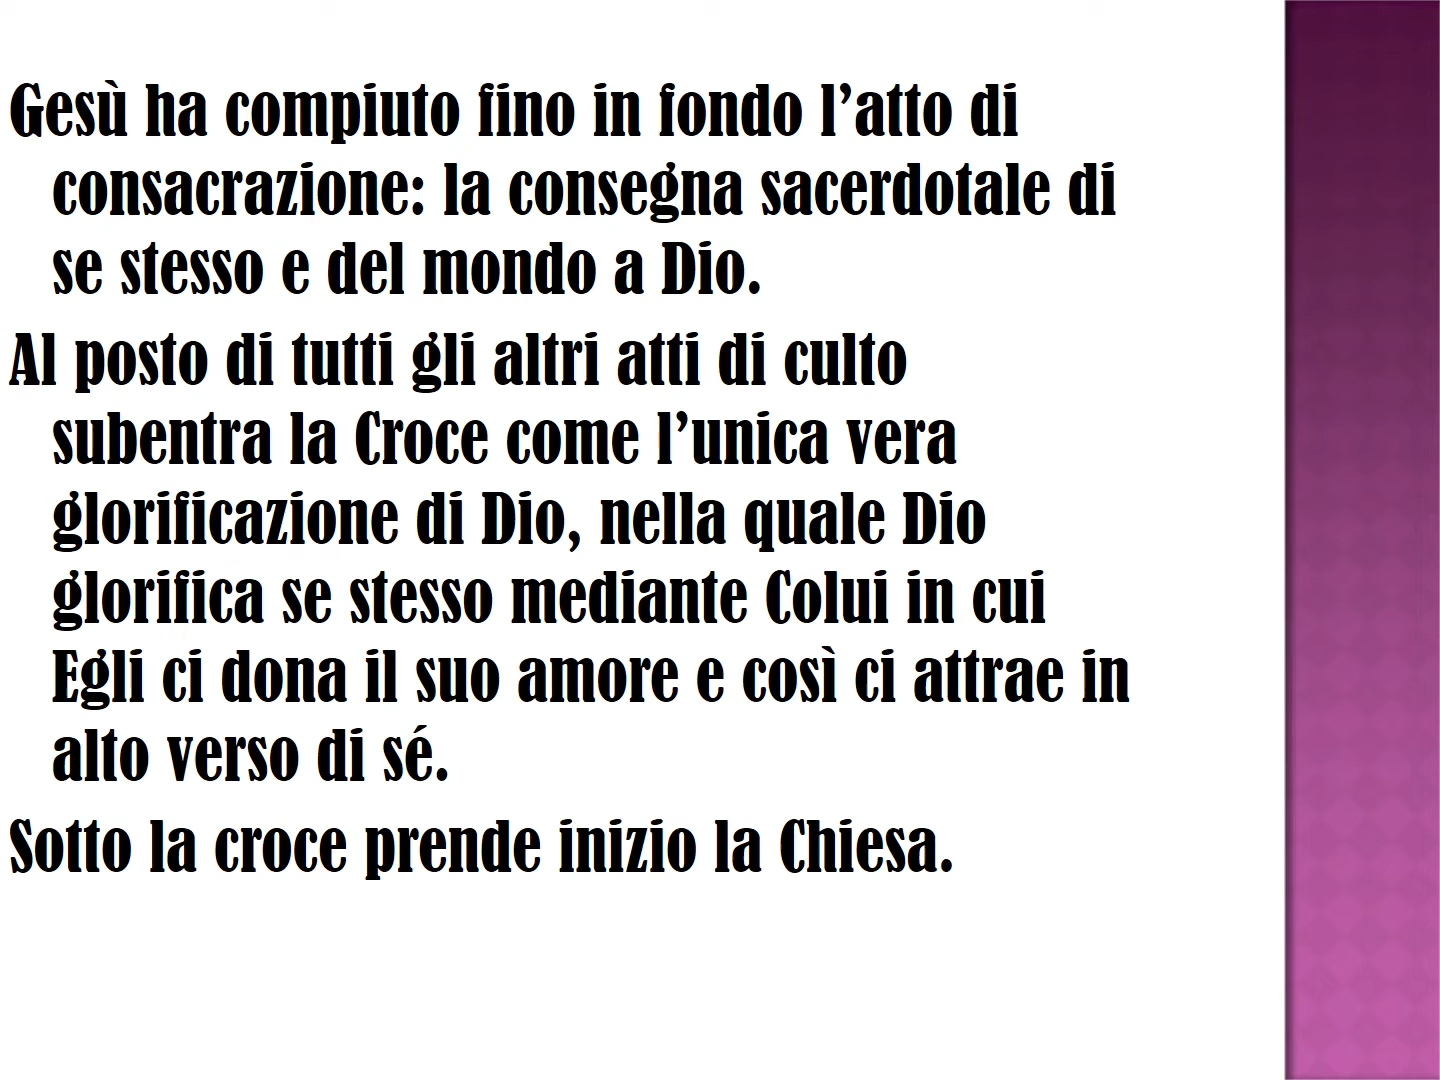 Gesù ha compiuto fino in fondo l’atto di
consacrazione: la consegna sacerdotale di
se stesso e del mondo a Dio.
Al posto di tutti gli altri atti di culto
subentra la Croce come l’unica vera
glorificazione di Dio, nella quale Dio
glorifica se stesso mediante Colui in cui
Egli ci dona il suo amore e così ci attrae in
alto verso di sé.
Sotto la croce prende inizio la Chiesa.